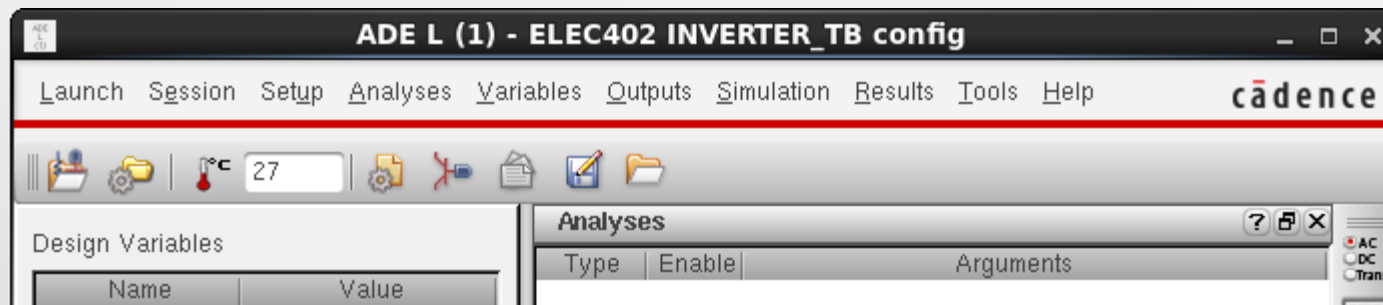 ADE L (1) - ELEC402 INVERTER_TB config
Launch Session Setup Analyses Variables Outputs Simulation Results Tools Help cādence
°C 27
Analyses
Design Variables
AC
DC
Trans
Type Enable Arguments
Name Value